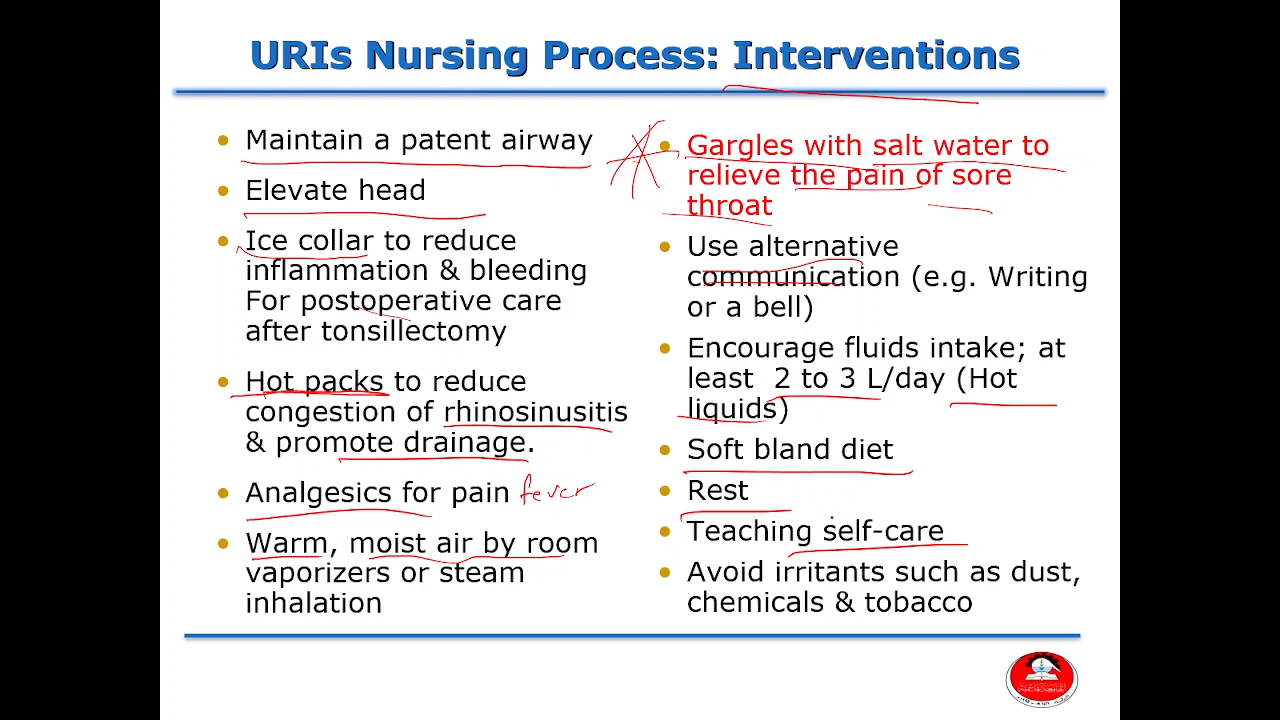 URIs Nursing Process: Interventions
• Maintain a patent airway
• Elevate head
• Ice collar to reduce
inflammation & bleeding
For postoperative care
after tonsillectomy
• Hot packs to reduce
congestion of rhinosinusitis
& promote drainage.
• Analgesics for pain fever
• Warm, moist air by room
vaporizers or steam
inhalation
• Gargles with salt water to
relieve the pain of sore
throat
• Use alternative
communication (e.g. Writing
or a bell)
• Encourage fluids intake; at
least 2 to 3 L/day (Hot
liquids)
• Soft bland diet
• Rest
• Teaching self-care
• Avoid irritants such as dust,
chemicals & tobacco